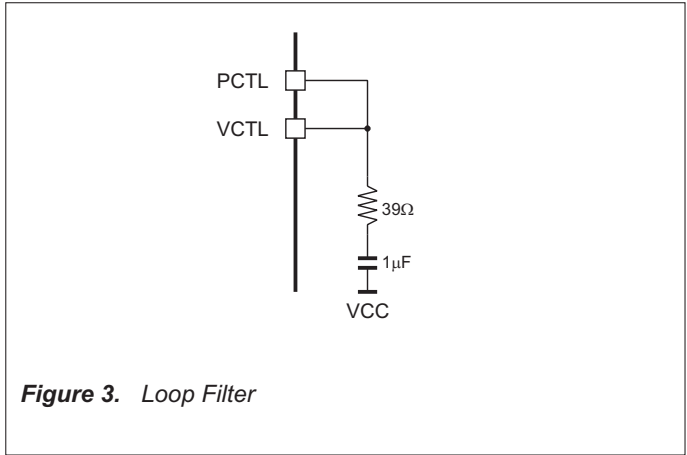 PCTL
VCTL
39Ω
1μF
VCC
Figure 3. Loop Filter